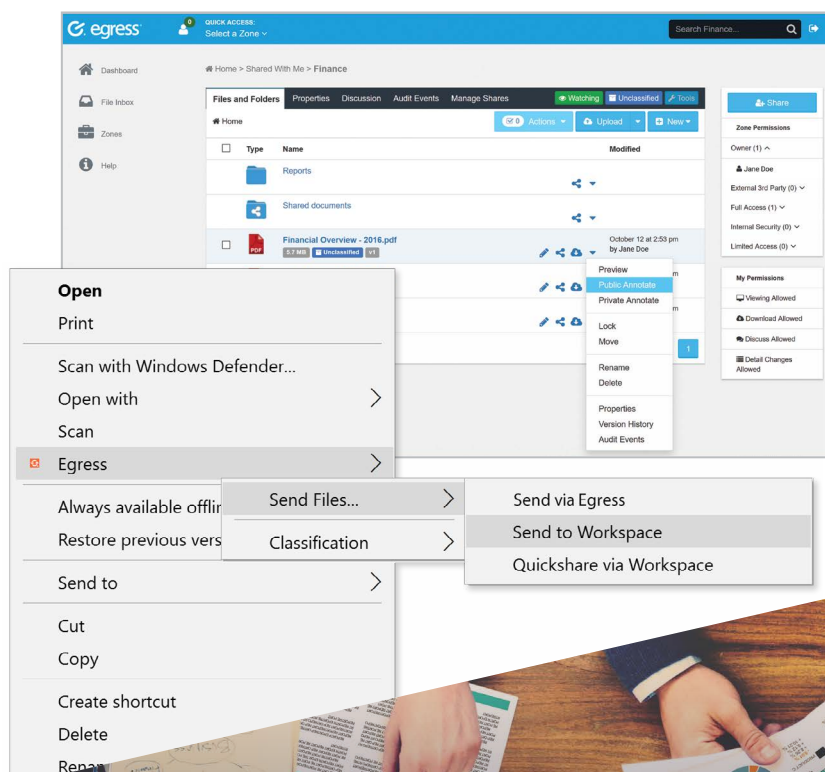 egress
0
QUICK ACCESS:
Select a Zone
Search Finance...
Dashboard
File Inbox
Zones
Help
Home > Shared With Me > Finance
Files and Folders Properties Discussion Audit Events Manage Shares Watching Unclassified Tools
Home 0 Actions Upload New
Type Name Modified
Reports
Shared documents
Financial Overview - 2016.pdf October 12 at 2:53 pm
PDF 5.7 MB Unclassified v1 by Jane Doe
Preview
Public Annotate
Private Annotate
Lock
Move
Rename
Delete
Properties
Version History
Audit Events
m
m
1
Share
Zone Permissions
Owner (1)
Jane Doe
External 3rd Party (0)
Full Access (1)
Internal Security (0)
Limited Access (0)
My Permissions
Viewing Allowed
Download Allowed
Discuss Allowed
Detail Changes
Allowed
Open
Print
Scan with Windows Defender...
Open with
Scan
Egress
Always available offlin
Restore previous vers
Send to
Cut
Copy
Create shortcut
Delete
Renam
Send Files...
Classification
Send via Egress
Send to Workspace
Quickshare via Workspace